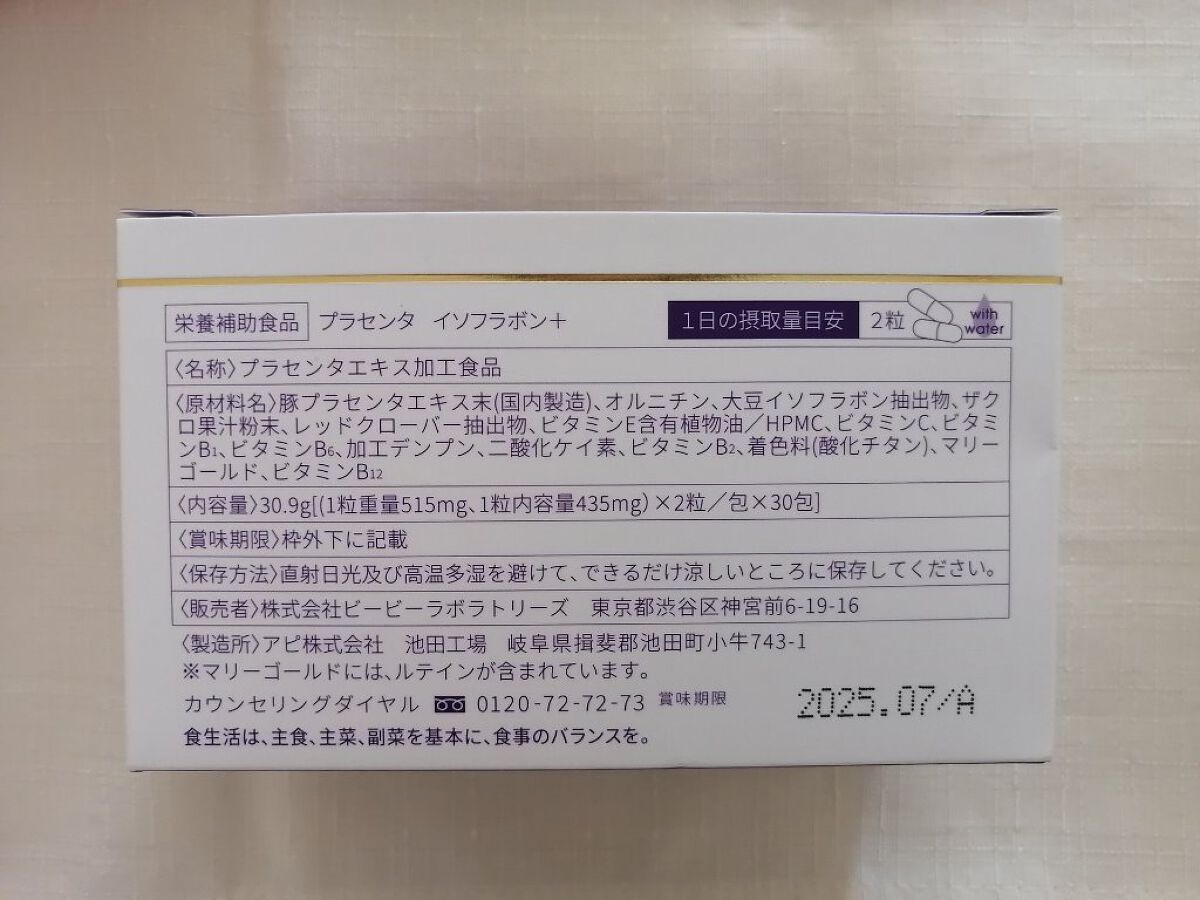 栄養補助食品 プラセンタ イソフラボン+ 1日の摂取量目安 2粒 with water
〈名称〉プラセンタエキス加工食品
〈原材料名〉豚プラセンタエキス末(国内製造)、オルニチン、大豆イソフラボン抽出物、ザク
ロ果汁粉末、レッドクローバー抽出物、ビタミンE含有植物油/HPMC、ビタミンC、ビタミ
ンB1、ビタミンB6、加工デンプン、二酸化ケイ素、ビタミンB2、着色料(酸化チタン)、マリー
ゴールド、ビタミンB12
〈内容量〉30.9g[(1粒重量515mg、1粒内容量435mg)×2粒/包×30包]
〈賞味期限〉枠外下に記載
〈保存方法〉直射日光及び高温多湿を避けて、できるだけ涼しいところに保存してください。
〈販売者〉株式会社ビービーラボラトリーズ 東京都渋谷区神宮前6-19-16
〈製造所〉アピ株式会社 池田工場 岐阜県揖斐郡池田町小牛743-1
※マリーゴールドには、ルテインが含まれています。
カウンセリングダイヤル 0120-72-72-73 賞味期限 2025.07/A
食生活は、主食、主菜、副菜を基本に、食事のバランスを。